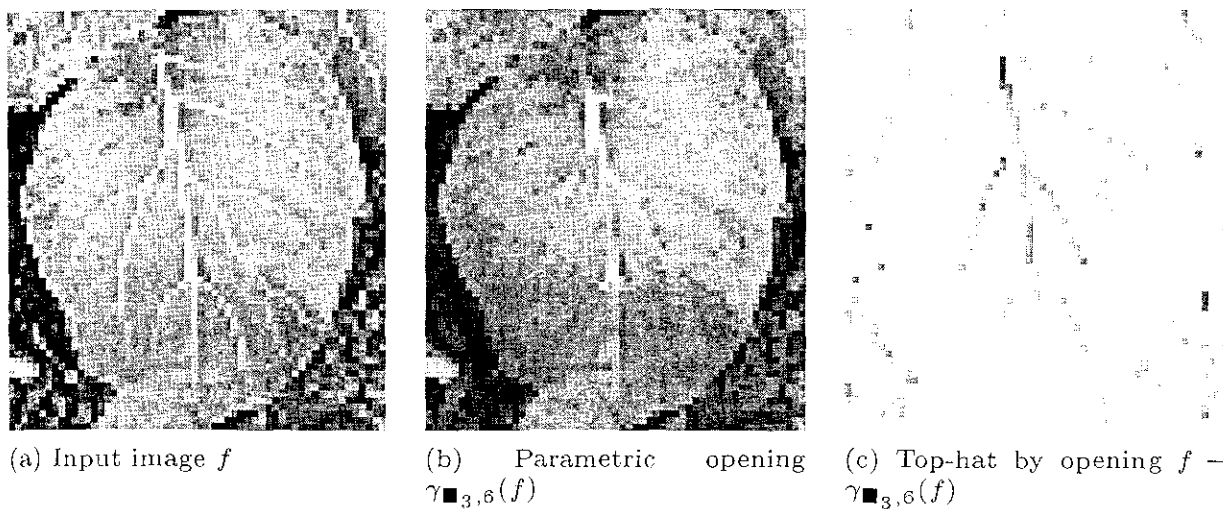 (a) Input image f
(b) Parametric opening
γ■3,6(f)
(c) Top-hat by opening f −
γ■3,6(f)